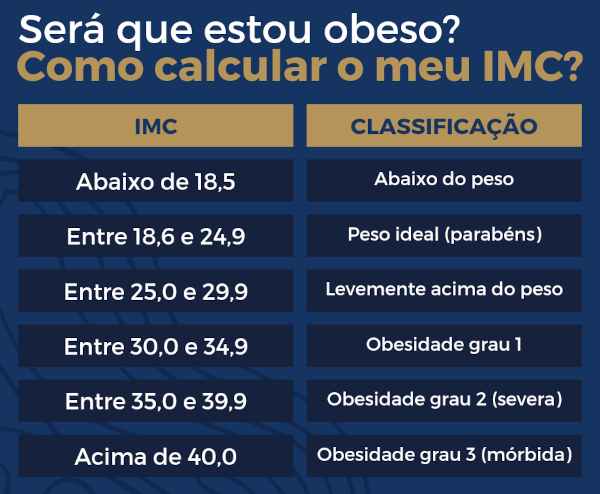 Será que estou obeso?
Como calcular o meu IMC?
IMC CLASSIFICAÇÃO
Abaixo de 18,5 Abaixo do peso
Entre 18,6 e 24,9 Peso ideal (parabéns)
Entre 25,0 e 29,9 Levemente acima do peso
Entre 30,0 e 34,9 Obesidade grau 1
Entre 35,0 e 39,9 Obesidade grau 2 (severa)
Acima de 40,0 Obesidade grau 3 (mórbida)